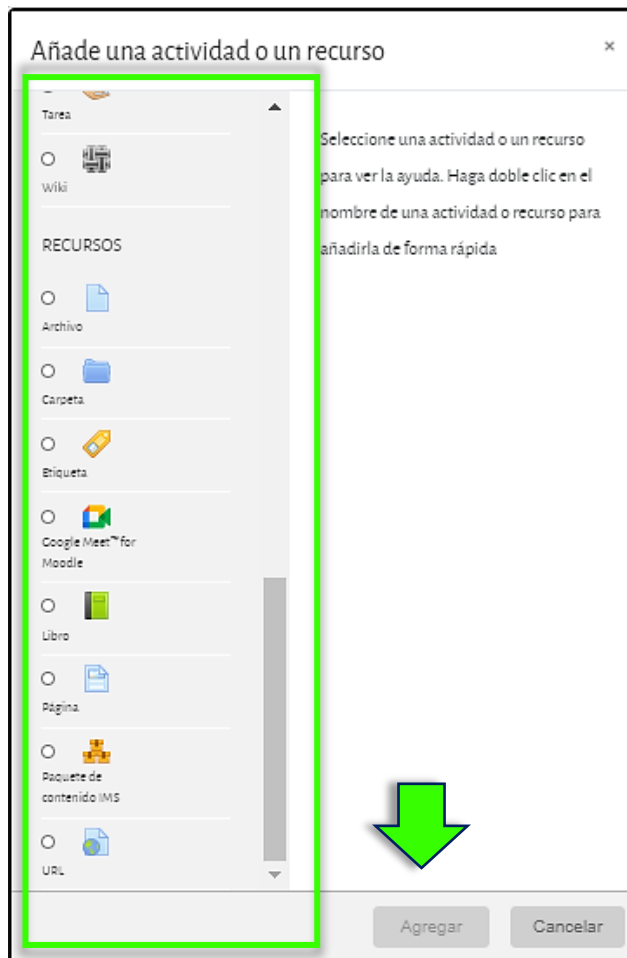 Añade una actividad o un recurso
×
Tarea
Wiki
RECURSOS
Archivo
Carpeta
Etiqueta
Google Meet™ for
Moodle
Libro
Página
Paquete de
contenido IMS
URL
Seleccione una actividad o un recurso
para ver la ayuda. Haga doble clic en el
nombre de una actividad o recurso para
añadirla de forma rápida
Agregar
Cancelar